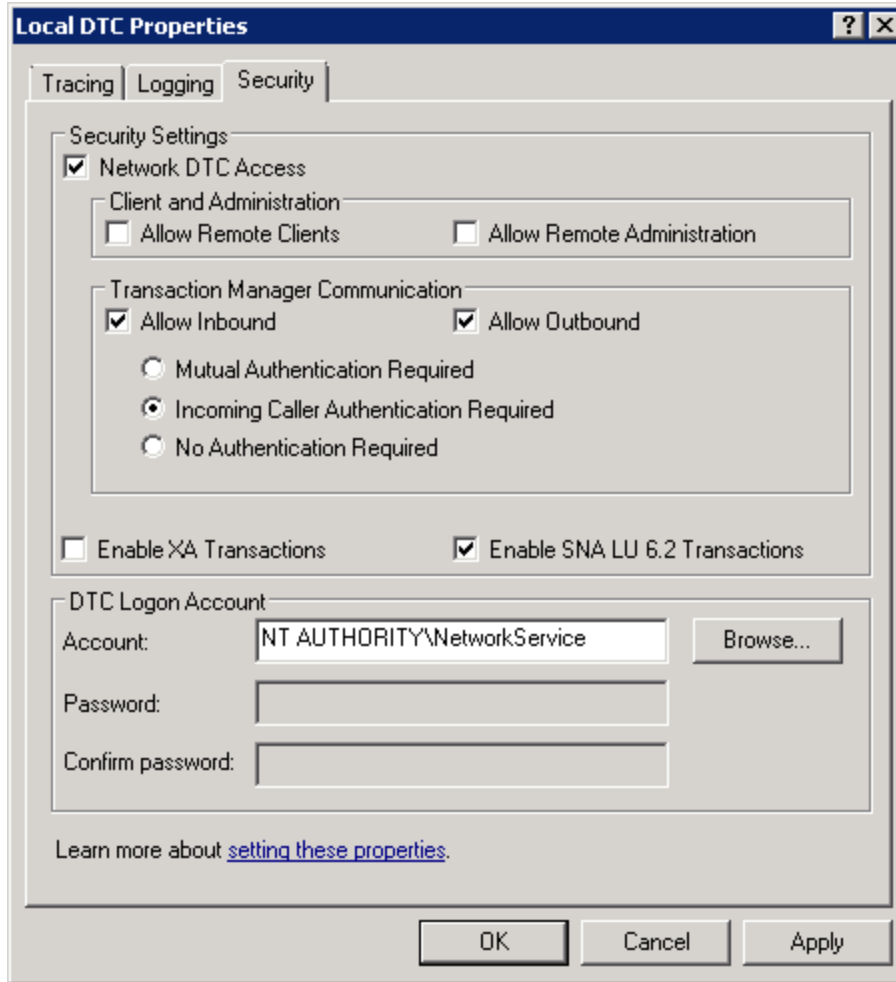 Local DTC Properties
Tracing Logging Security
Security Settings
Network DTC Access
Client and Administration
Allow Remote Clients Allow Remote Administration
Transaction Manager Communication
Allow Inbound Allow Outbound
Mutual Authentication Required
Incoming Caller Authentication Required
No Authentication Required
Enable XA Transactions Enable SNA LU 6.2 Transactions
DTC Logon Account
Account: NT AUTHORITY\NetworkService Browse...
Password:
Confirm password:
Learn more about setting these properties.
OK Cancel Apply